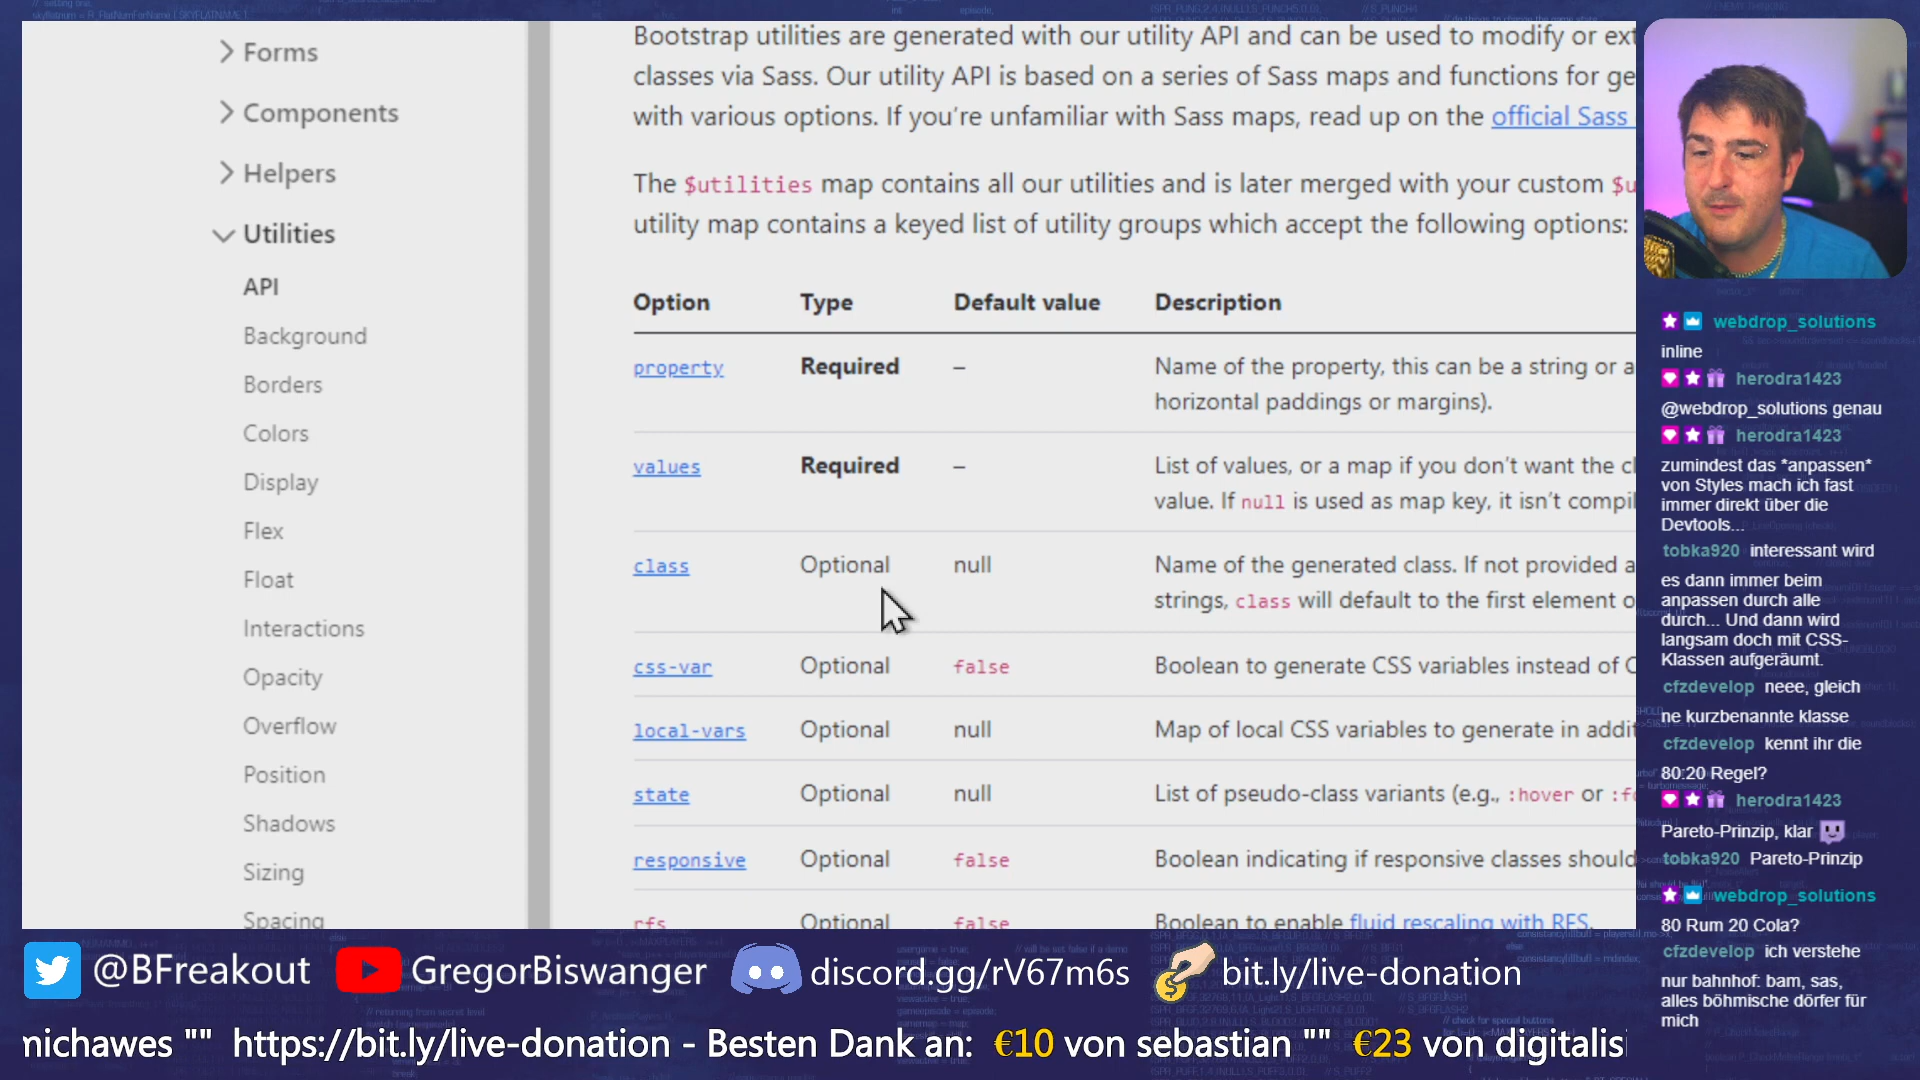 Forms
Components
Helpers
Utilities
API
Background
Borders
Colors
Display
Flex
Float
Interactions
Opacity
Overflow
Position
Shadows
Sizing
Spacing
Bootstrap utilities are generated with our utility API and can be used to modify or ext
classes via Sass. Our utility API is based on a series of Sass maps and functions for ge
with various options. If you’re unfamiliar with Sass maps, read up on the official Sass
The $utilities map contains all our utilities and is later merged with your custom $u
utility map contains a keyed list of utility groups which accept the following options:
Option Type Default value Description
property Required – Name of the property, this can be a string or a
horizontal paddings or margins).
values Required – List of values, or a map if you don’t want the cl
value. If null is used as map key, it isn’t compil
class Optional null Name of the generated class. If not provided a
strings, class will default to the first element o
css-var Optional false Boolean to generate CSS variables instead of C
local-vars Optional null Map of local CSS variables to generate in addit
state Optional null List of pseudo-class variants (e.g., :hover or :fo
responsive Optional false Boolean indicating if responsive classes should
rfs Optional false Boolean to enable fluid rescaling with RFS.
webdrop_solutions
inline
herodra1423
@webdrop_solutions genau
herodra1423
zumindest das *anpassen*
von Styles mach ich fast
immer direkt über die
Devtools...
tobka920 interessant wird
es dann immer beim
anpassen durch alle
durch... Und dann wird
langsam doch mit CSS-
Klassen aufgeräumt.
cfzdevelop neee, gleich
ne kurzbenannte klasse
cfzdevelop kennt ihr die
80:20 Regel?
herodra1423
Pareto-Prinzip, klar
tobka920 Pareto-Prinzip
webdrop_solutions
80 Rum 20 Cola?
cfzdevelop ich verstehe
nur bahnhof: bam, sas,
alles böhmische dörfer für
mich
@BFreakout GregorBiswanger discord.gg/rV67m6s bit.ly/live-donation
michawes "" https://bit.ly/live-donation - Besten Dank an: €10 von sebastian "" €23 von digitalis